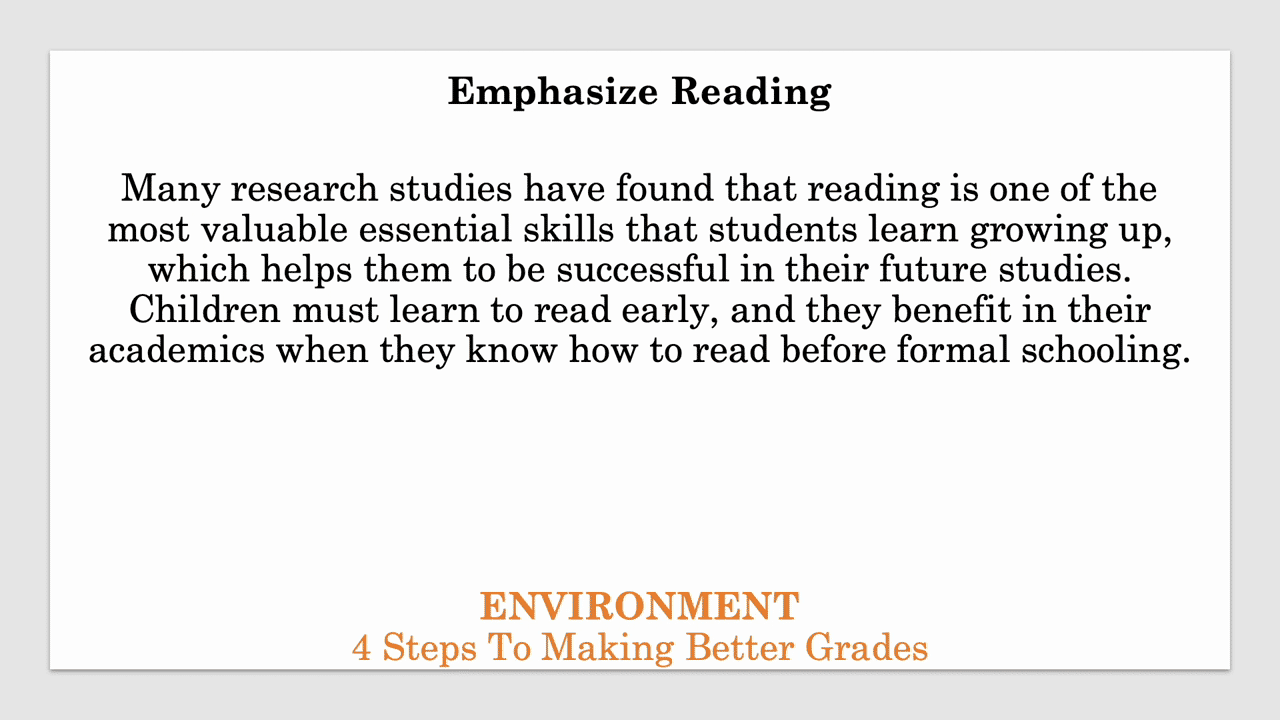 Emphasize Reading
Many research studies have found that reading is one of the
most valuable essential skills that students learn growing up,
which helps them to be successful in their future studies.
Children must learn to read early, and they benefit in their
academics when they know how to read before formal schooling.
ENVIRONMENT
4 Steps To Making Better Grades